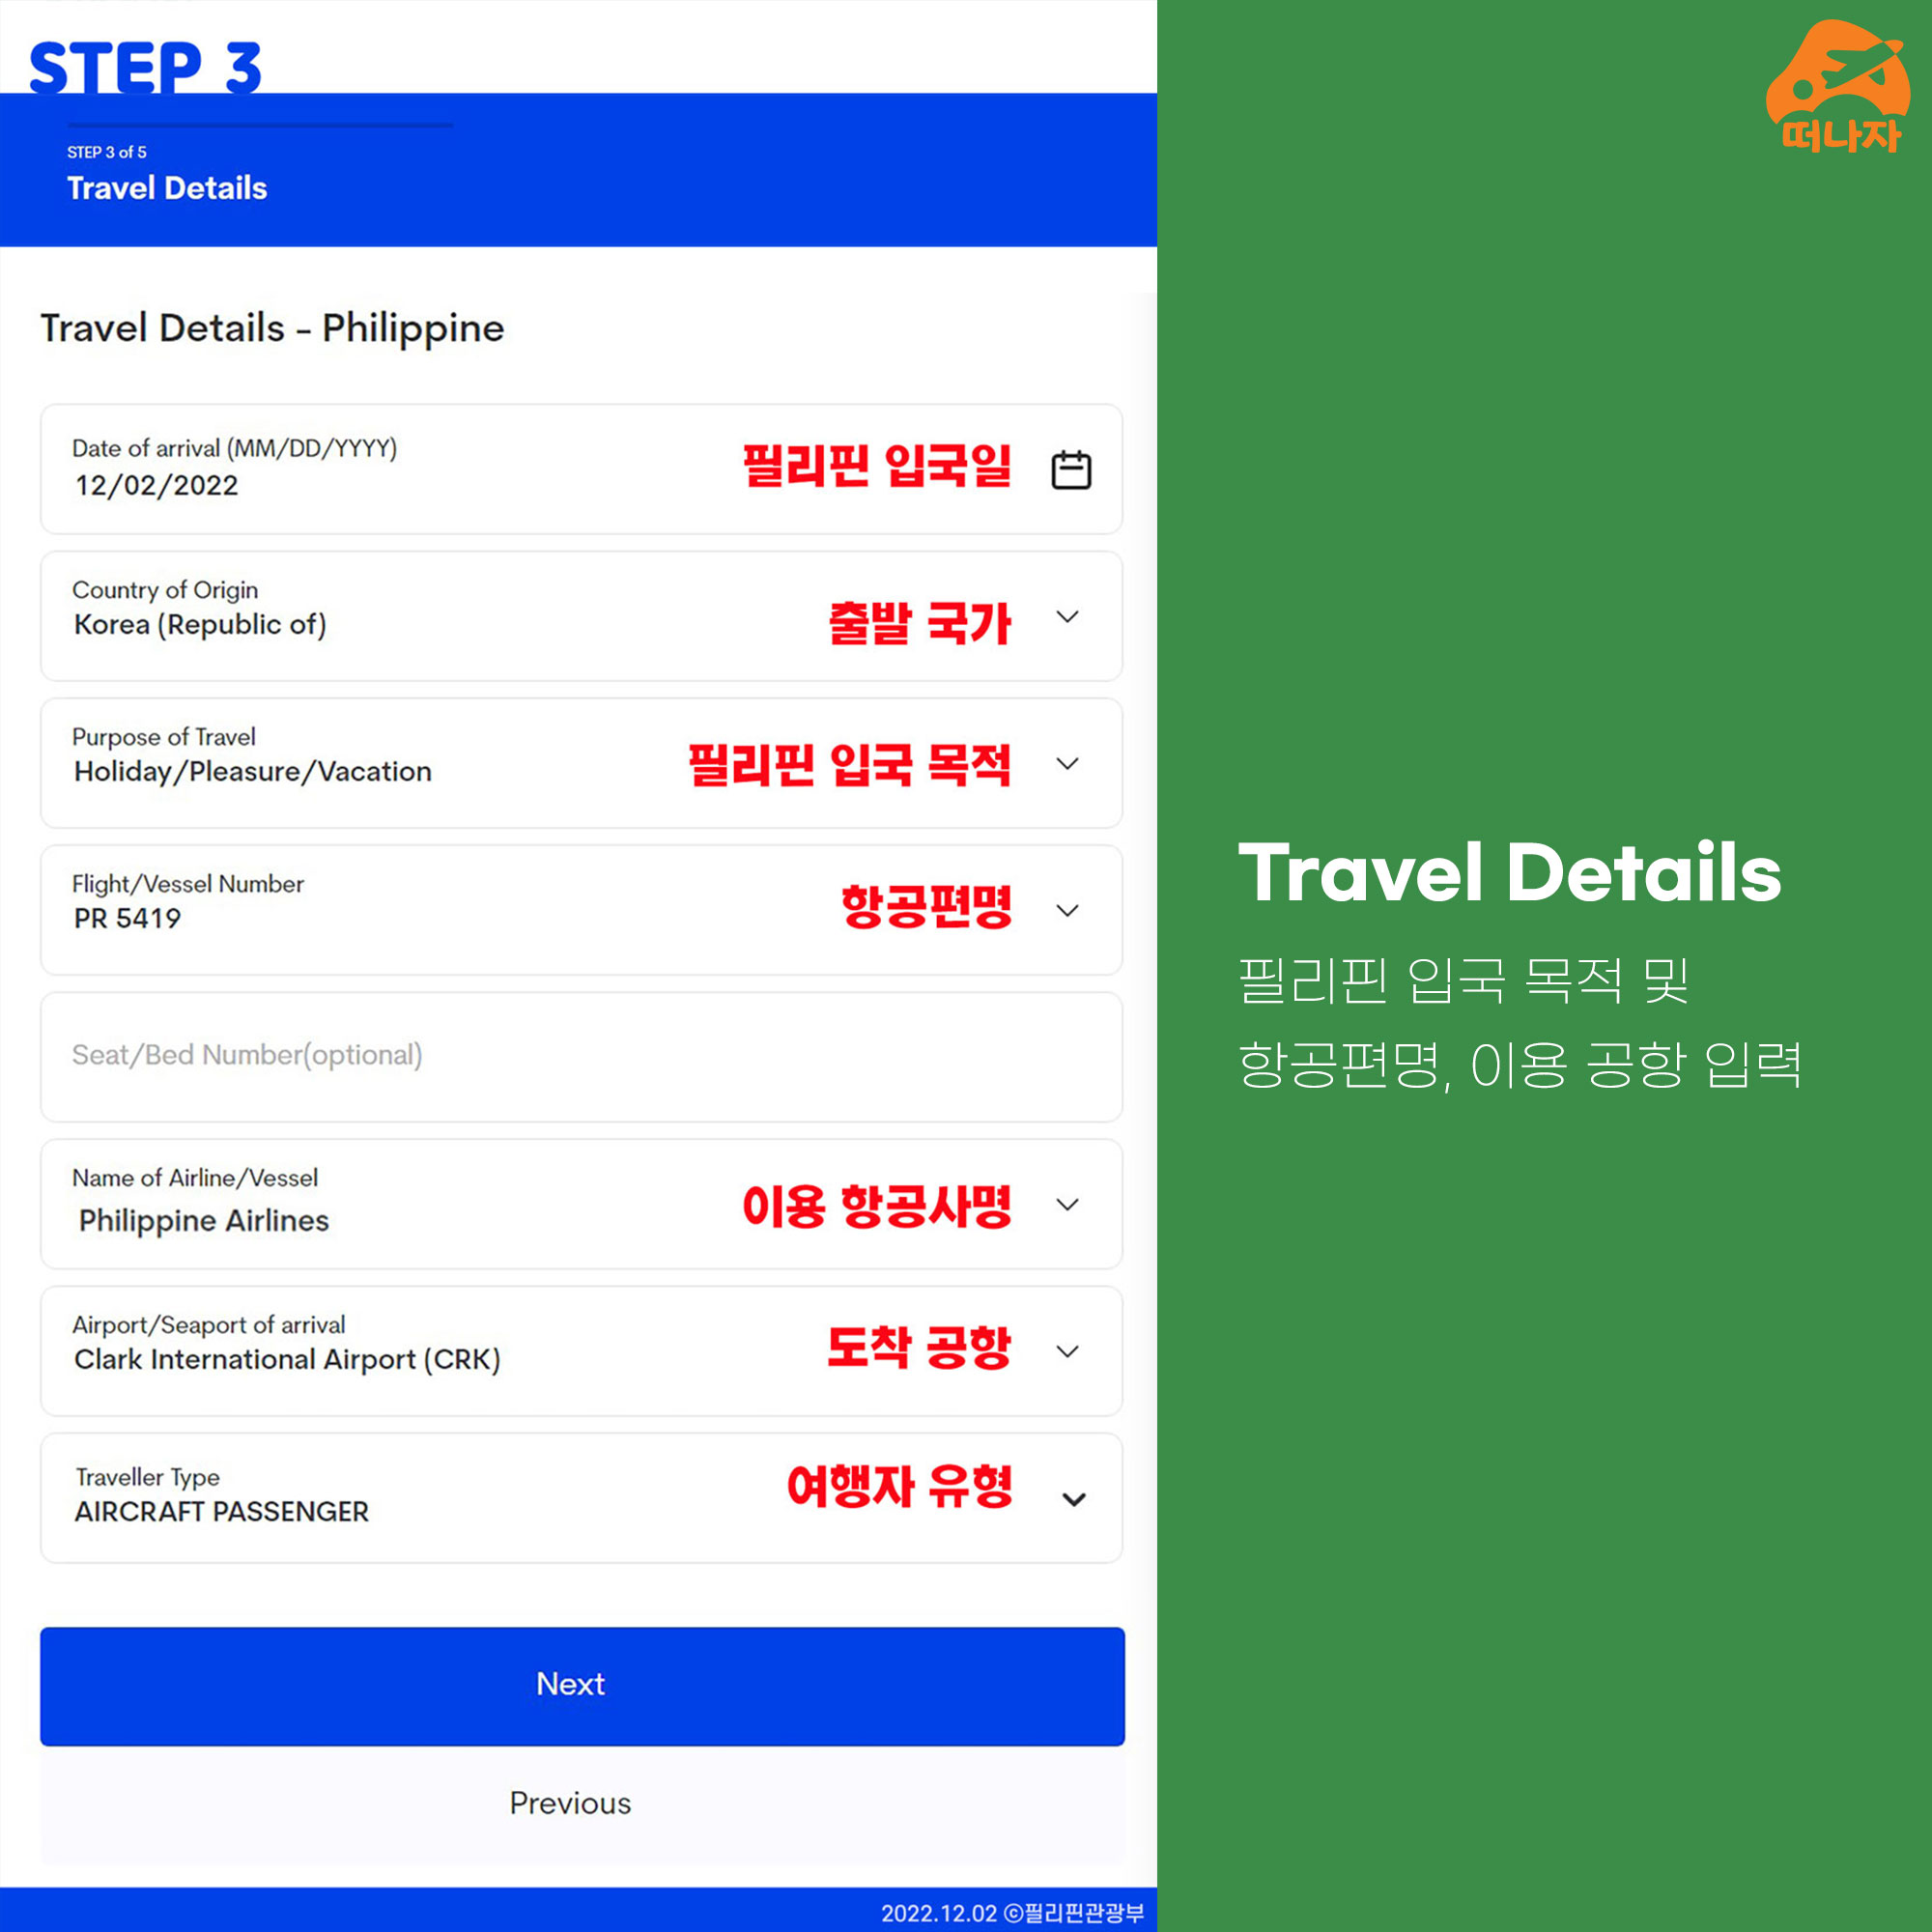 STEP 3
STEP 3 of 5
Travel Details
Travel Details - Philippine
Date of arrival (MM/DD/YYYY)
12/02/2022
필리핀 입국일
Country of Origin
Korea (Republic of)
출발 국가
Purpose of Travel
Holiday/Pleasure/Vacation
필리핀 입국 목적
Flight/Vessel Number
PR 5419
항공편명
Seat/Bed Number(optional)
Name of Airline/Vessel
Philippine Airlines
이용 항공사명
Airport/Seaport of arrival
Clark International Airport (CRK)
도착 공항
Traveller Type
AIRCRAFT PASSENGER
여행자 유형
Next
Previous
2022.12.02 ⓒ필리핀관광부
떠나자
Travel Details
필리핀 입국 목적 및
항공편명, 이용 공항 입력